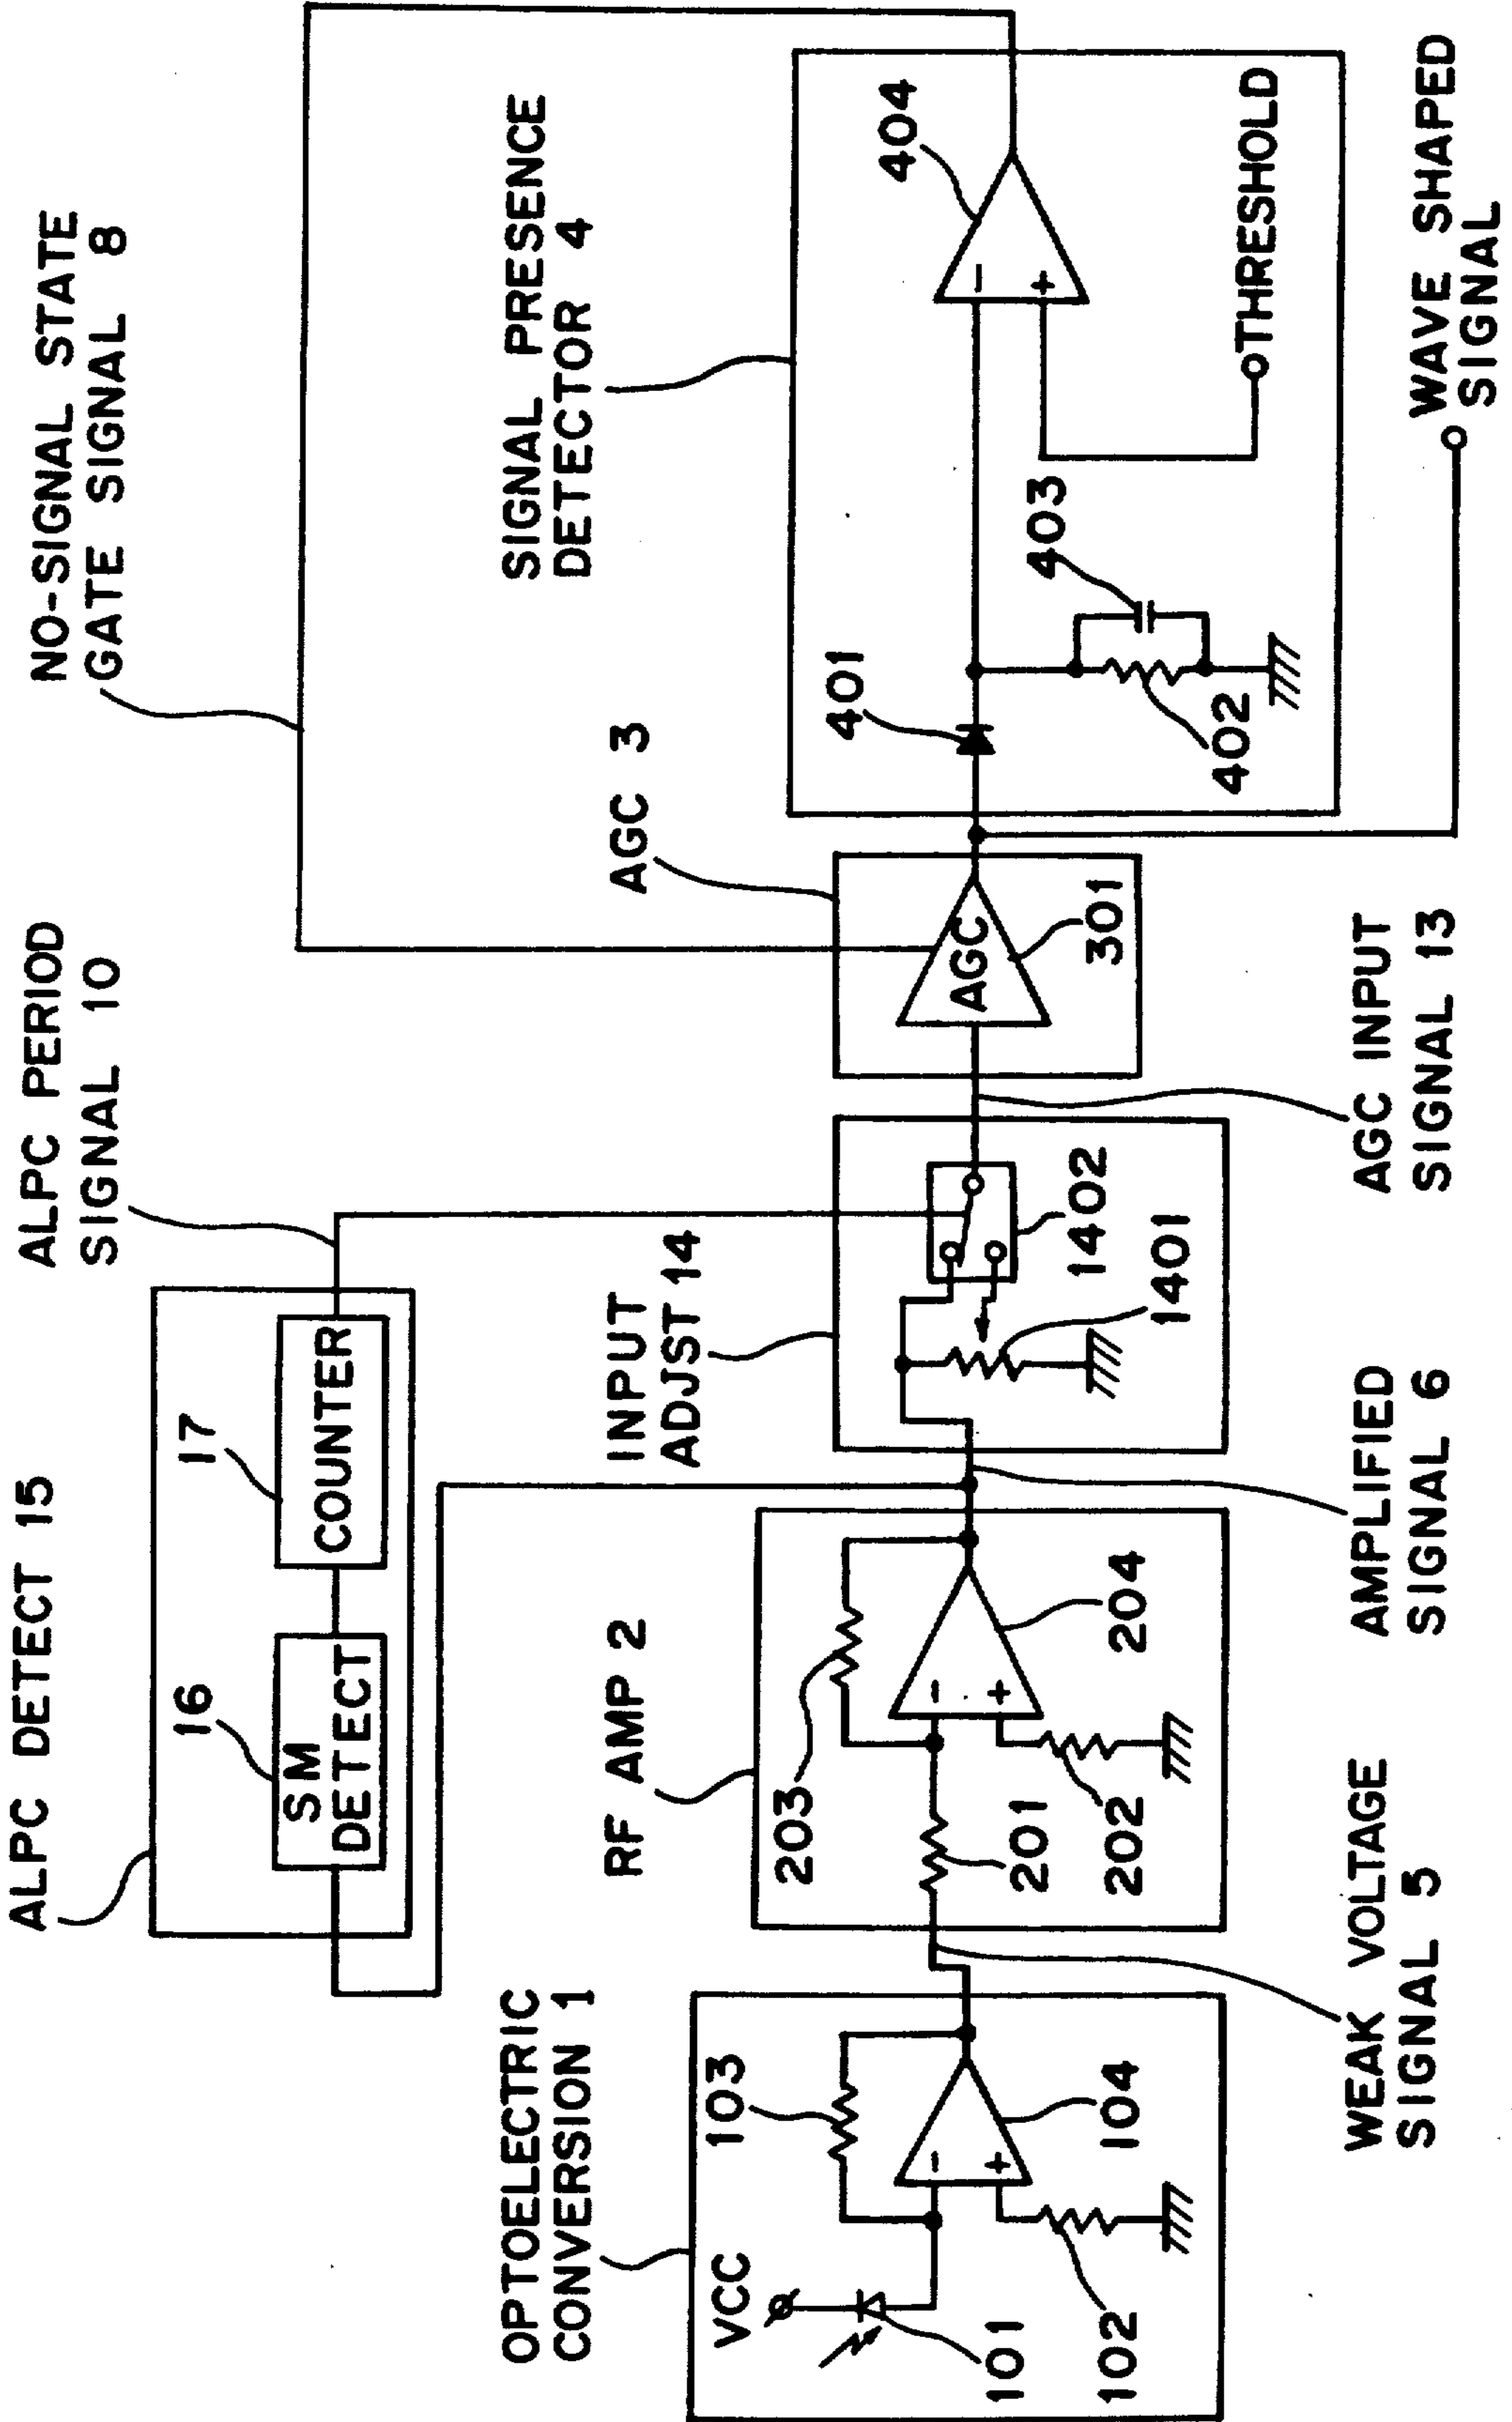 ALPC DETECT 15
16
SM
DETECT
17
COUNTER
ALPC PERIOD
SIGNAL 10
NO-SIGNAL STATE
GATE SIGNAL 8
OPTOELECTRIC
CONVERSION 1
VCC
101
102
103
104
RF AMP 2
203
201
202
204
INPUT
ADJST 14
1402
1401
AGC 3
AGC
301
SIGNAL PRESENCE
DETECTOR 4
401
402
403
404
THRESHOLD
WEAK VOLTAGE
SIGNAL 5
AMPLIFIED
SIGNAL 6
AGC INPUT
SIGNAL 13
WAVE SHAPED
SIGNAL
−
+
−
+
−
+